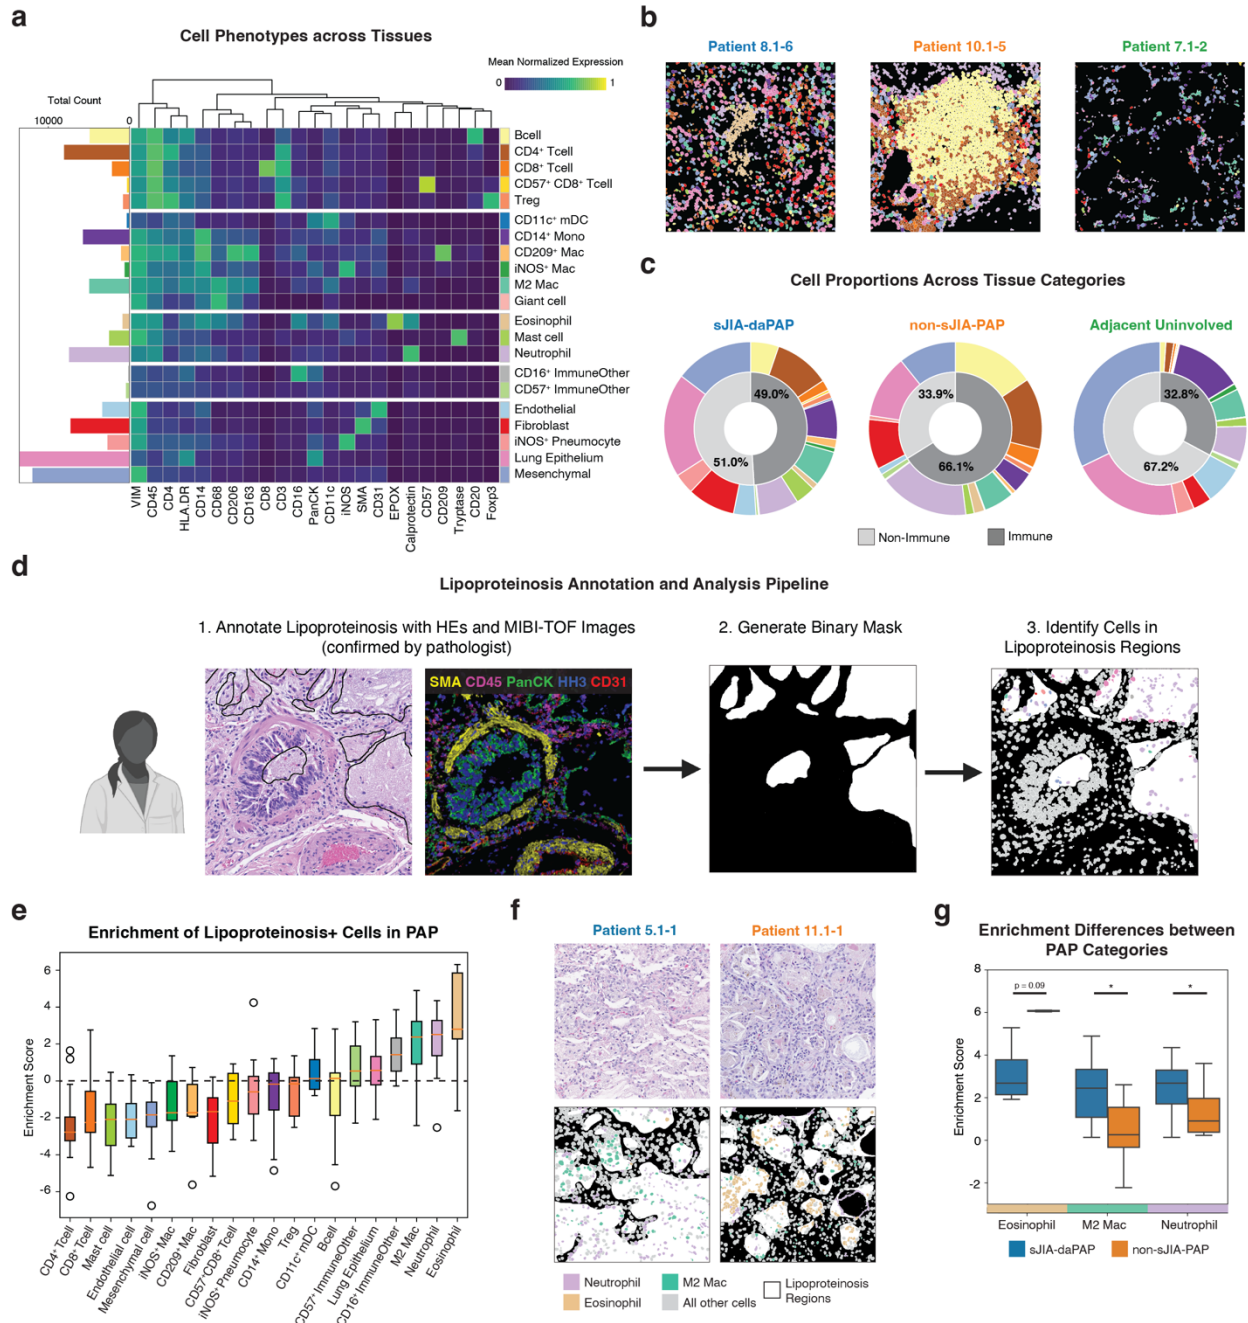 a
Cell Phenotypes across Tissues
Mean Normalized Expression
0
1
Total Count
10000
0
Bcell
CD4⁺ Tcell
CD8⁺ Tcell
CD57⁺ CD8⁺ Tcell
Treg
CD11c⁺ mDC
CD14⁺ Mono
CD209⁺ Mac
iNOS⁺ Mac
M2 Mac
Giant cell
Eosinophil
Mast cell
Neutrophil
CD16⁺ ImmuneOther
CD57⁺ ImmuneOther
Endothelial
Fibroblast
iNOS⁺ Pneumocyte
Lung Epithelium
Mesenchymal
VIM
CD45
CD4
HLA.DR
CD14
CD68
CD206
CD163
CD8
CD3
CD16
PanCK
CD11c
iNOS
SMA
CD31
EPOX
Calprotectin
CD57
CD209
Tryptase
CD20
Foxp3
b
Patient 8.1-6
Patient 10.1-5
Patient 7.1-2
c
Cell Proportions Across Tissue Categories
sJIA-daPAP
non-sJIA-PAP
Adjacent Uninvolved
49.0%
51.0%
33.9%
66.1%
32.8%
67.2%
Non-Immune
Immune
d
Lipoproteinosis Annotation and Analysis Pipeline
1. Annotate Lipoproteinosis with HEs and MIBI-TOF Images
(confirmed by pathologist)
2. Generate Binary Mask
3. Identify Cells in
Lipoproteinosis Regions
SMA CD45 PanCK HH3 CD31
e
Enrichment of Lipoproteinosis+ Cells in PAP
Enrichment Score
6
4
2
0
-2
-4
-6
CD4⁺ Tcell
CD8⁺ Tcell
Mast cell
Endothelial cell
Mesenchymal cell
iNOS⁺ Mac
CD209⁺ Mac
Fibroblast
CD57⁺CD8⁺ Tcell
iNOS⁺ Pneumocyte
CD14⁺ Mono
Treg
CD11c⁺ mDC
Bcell
CD57⁺ ImmuneOther
Lung Epithelium
CD16⁺ ImmuneOther
M2 Mac
Neutrophil
Eosinophil
f
Patient 5.1-1
Patient 11.1-1
Neutrophil
M2 Mac
Lipoproteinosis
Regions
Eosinophil
All other cells
g
Enrichment Differences between
PAP Categories
Enrichment Score
8
6
4
2
0
-2
p = 0.09
*
*
Eosinophil
M2 Mac
Neutrophil
sJIA-daPAP
non-sJIA-PAP